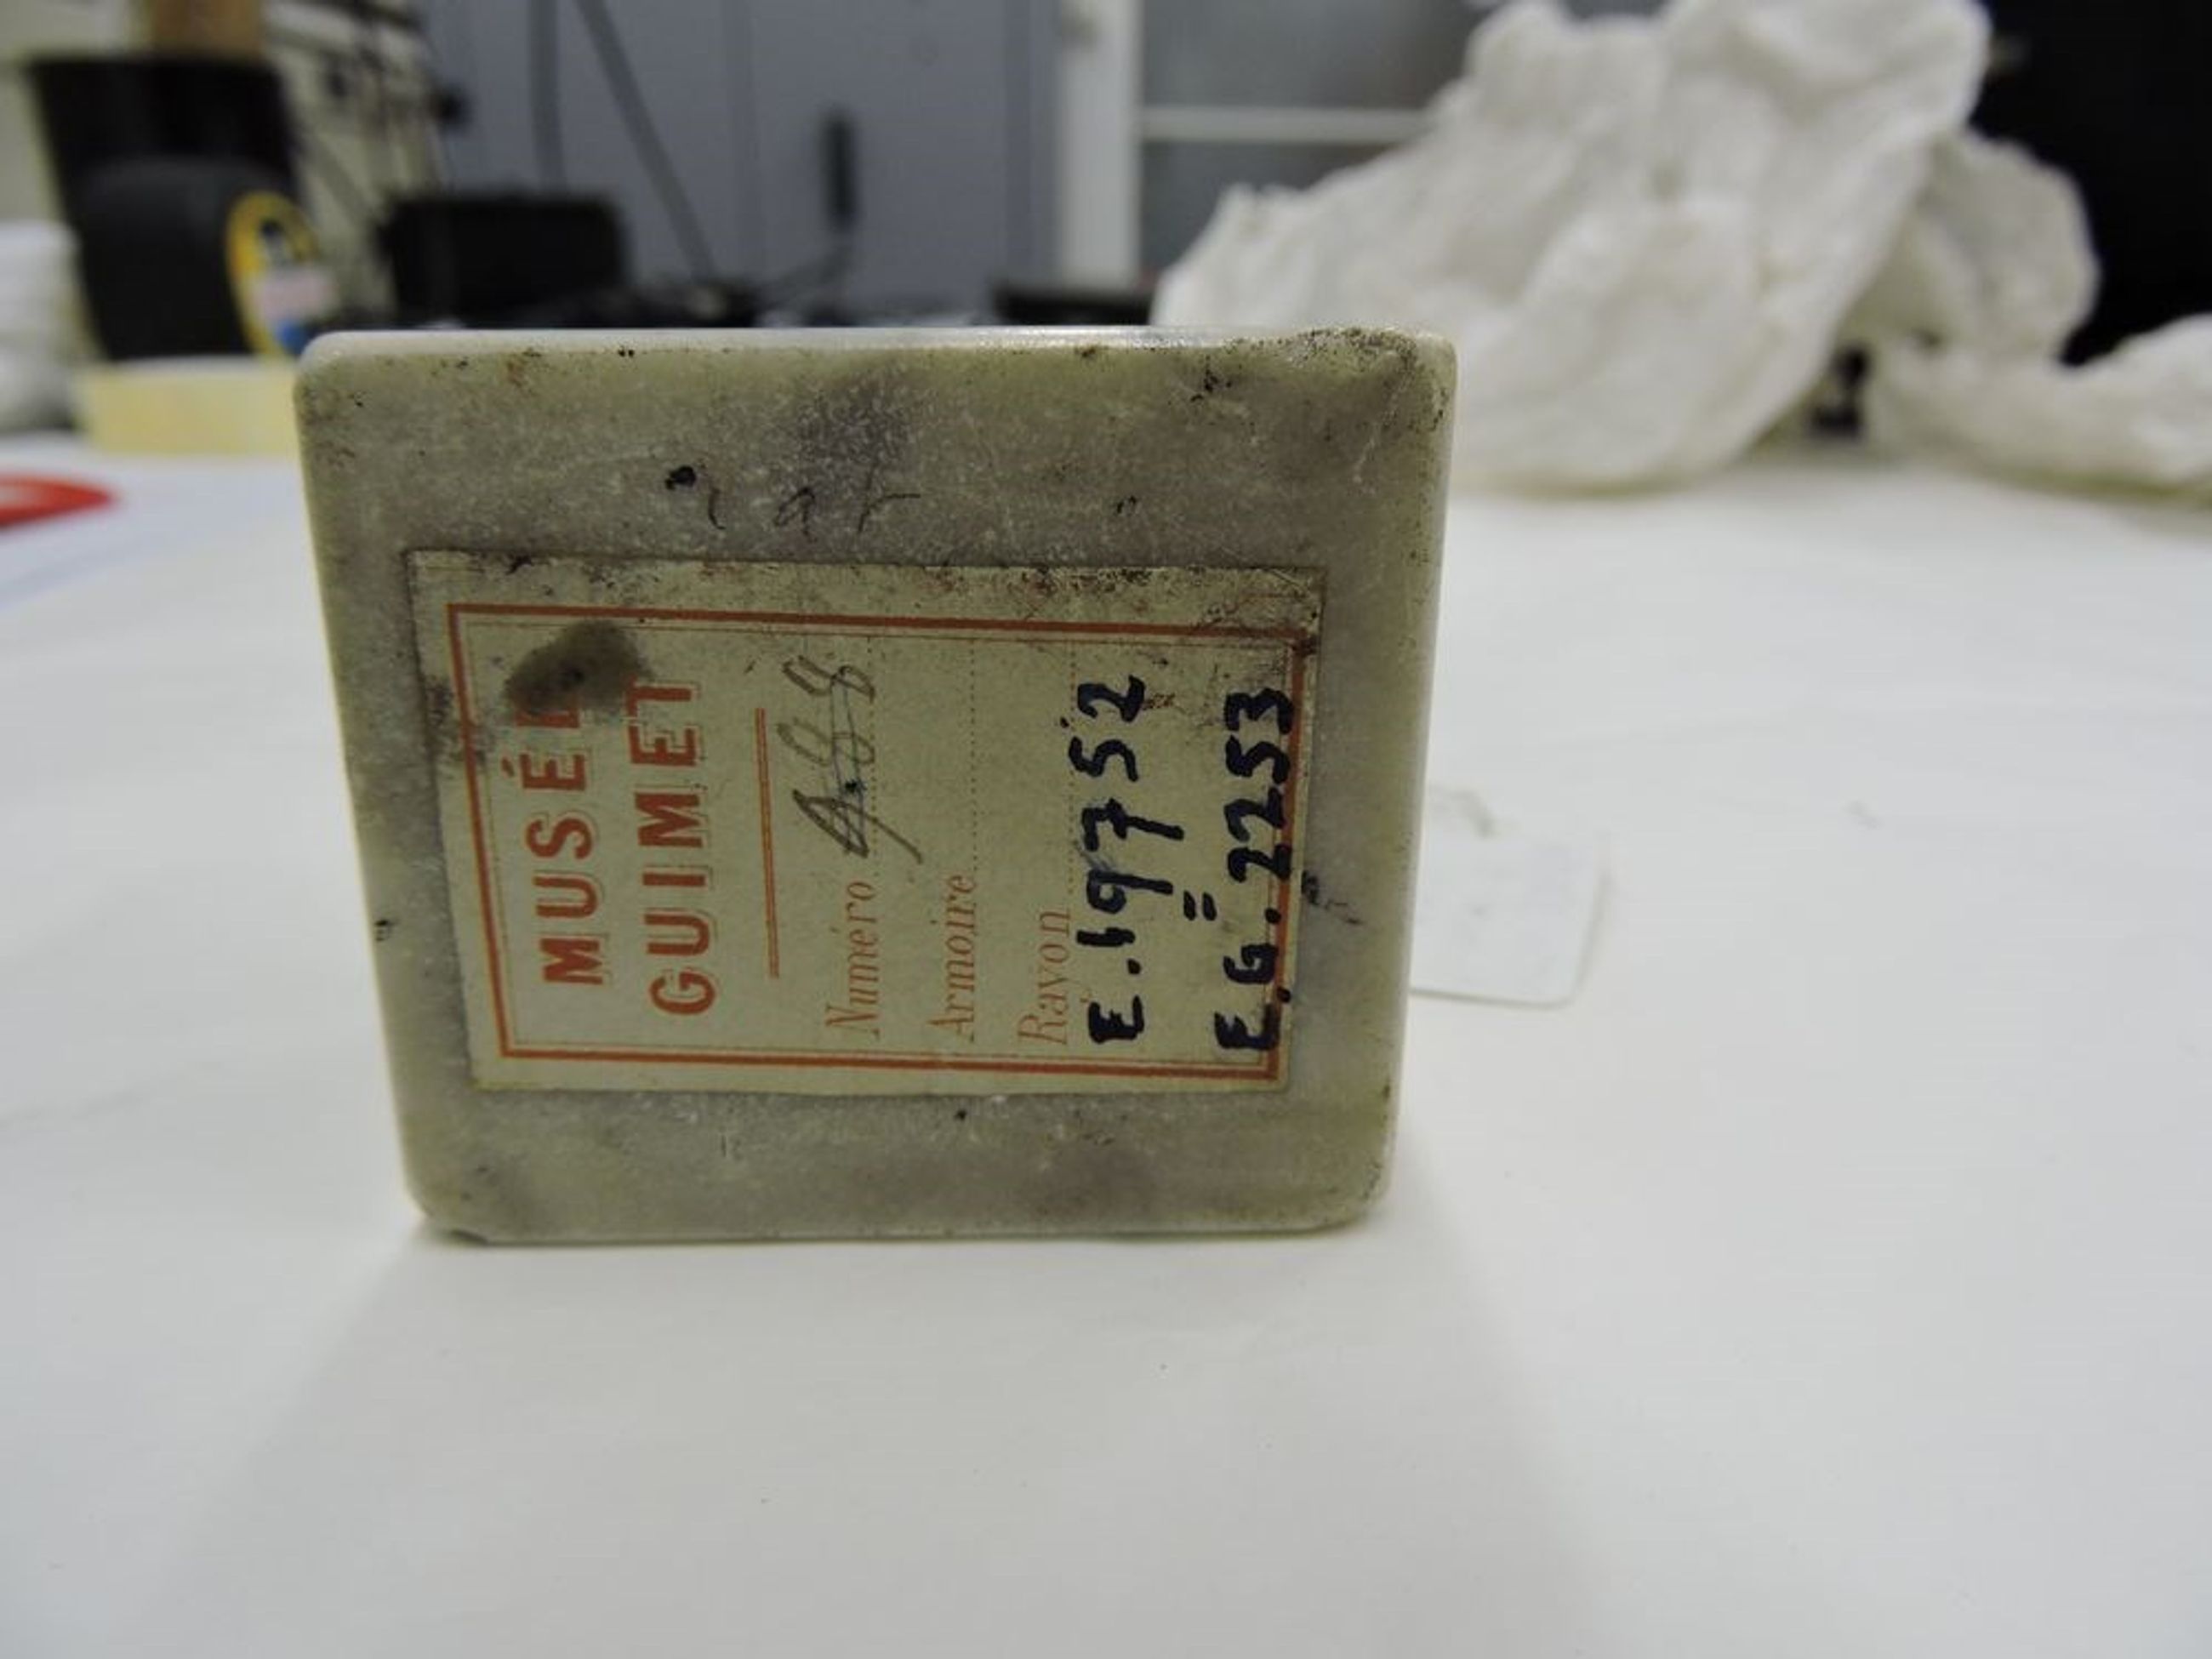 MUSÉE
GUIMET
Numéro
Armoire
Rayon
E.19752
=
E.G.2253